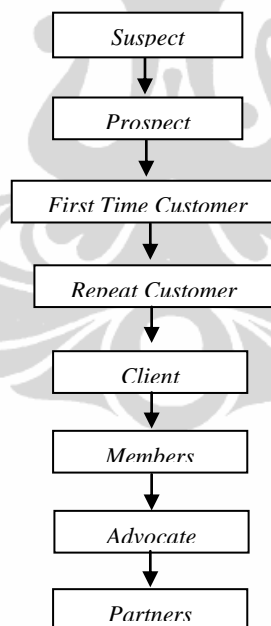 Suspect
Prospect
First Time Customer
Repeat Customer
Client
Members
Advocate
Partners